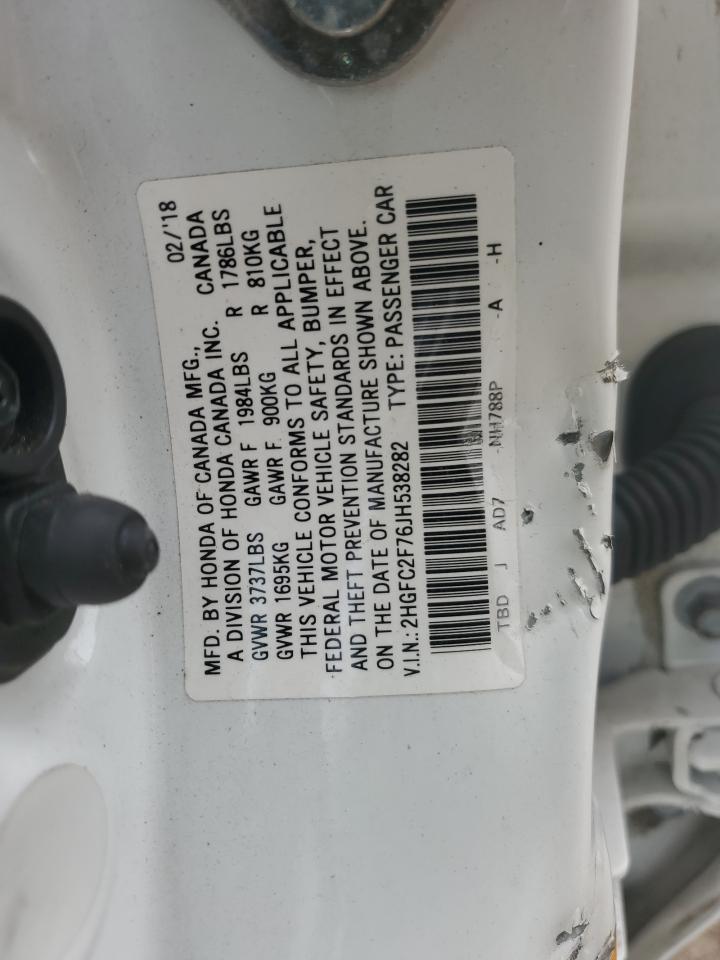 MFD. BY HONDA OF CANADA MFG., 02/'18
A DIVISION OF HONDA CANADA INC. CANADA
GVWR 3737LBS GAWR F 1984LBS R 1786LBS
GVWR 1695KG GAWR F. 900KG R 810KG
THIS VEHICLE CONFORMS TO ALL APPLICABLE
FEDERAL MOTOR VEHICLE SAFETY, BUMPER,
AND THEFT PREVENTION STANDARDS IN EFFECT
ON THE DATE OF MANUFACTURE SHOWN ABOVE.
V.I.N.: 2HGFC2F76JH538282 TYPE: PASSENGER CAR
TBD J AD7 -NH788P -A -H